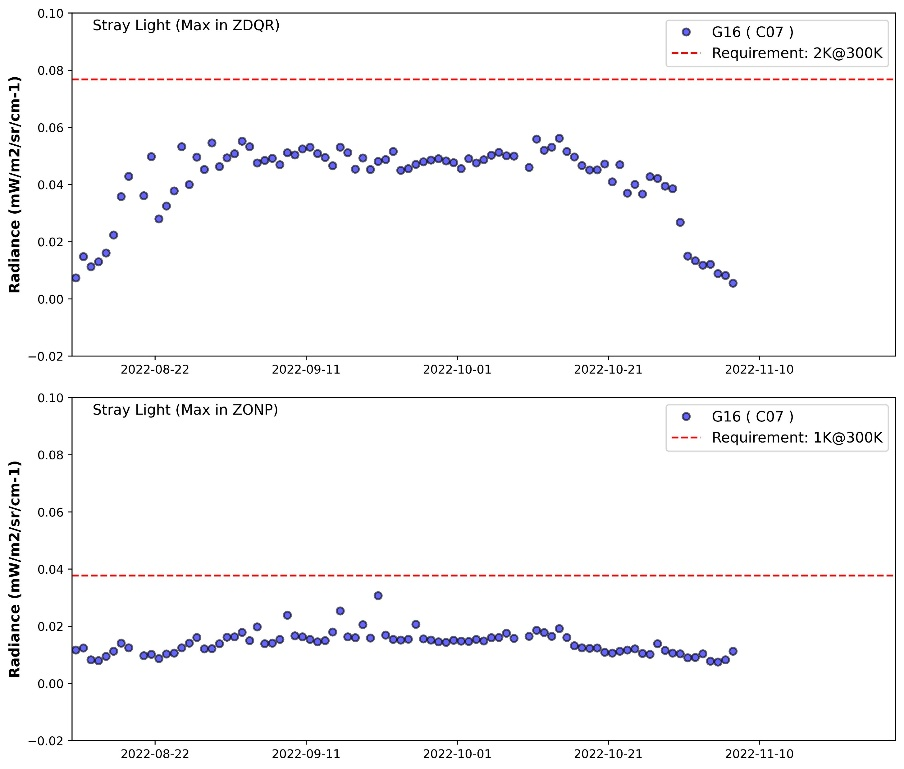 Stray Light (Max in ZDQR)
G16 ( C07 )
Requirement: 2K@300K
Radiance (mW/m2/sr/cm-1)
0.10
0.08
0.06
0.04
0.02
0.00
−0.02
2022-08-22 2022-09-11 2022-10-01 2022-10-21 2022-11-10
Stray Light (Max in ZONP)
G16 ( C07 )
Requirement: 1K@300K
Radiance (mW/m2/sr/cm-1)
0.10
0.08
0.06
0.04
0.02
0.00
−0.02
2022-08-22 2022-09-11 2022-10-01 2022-10-21 2022-11-10